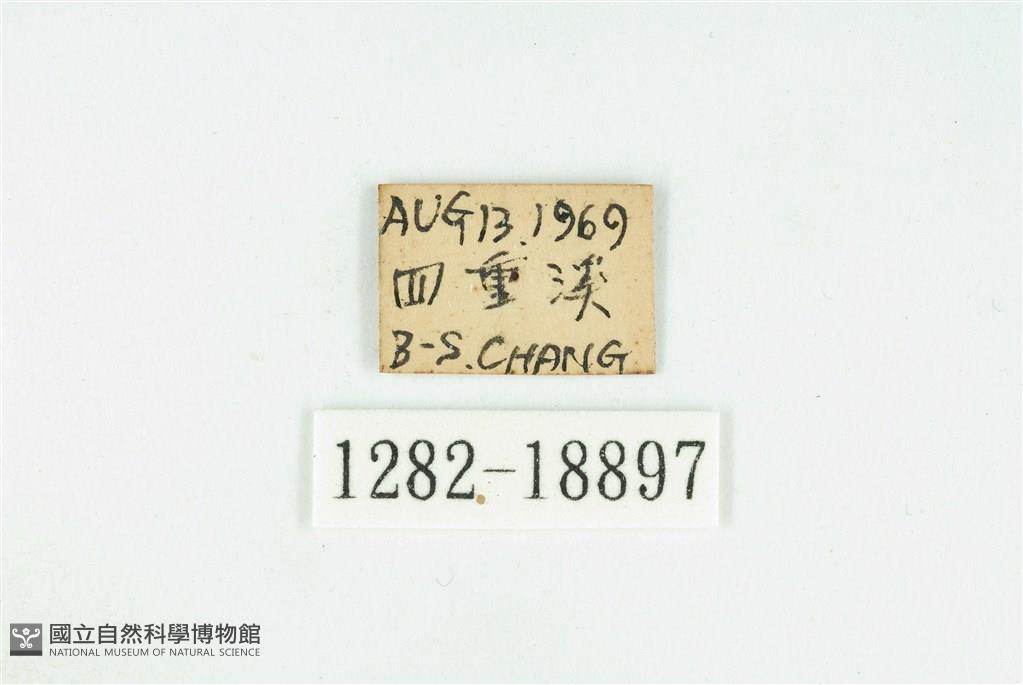 AUG 13. 1969
四重溪
B-S. CHANG
1282-18897
國立自然科學博物館
NATIONAL MUSEUM OF NATURAL SCIENCE